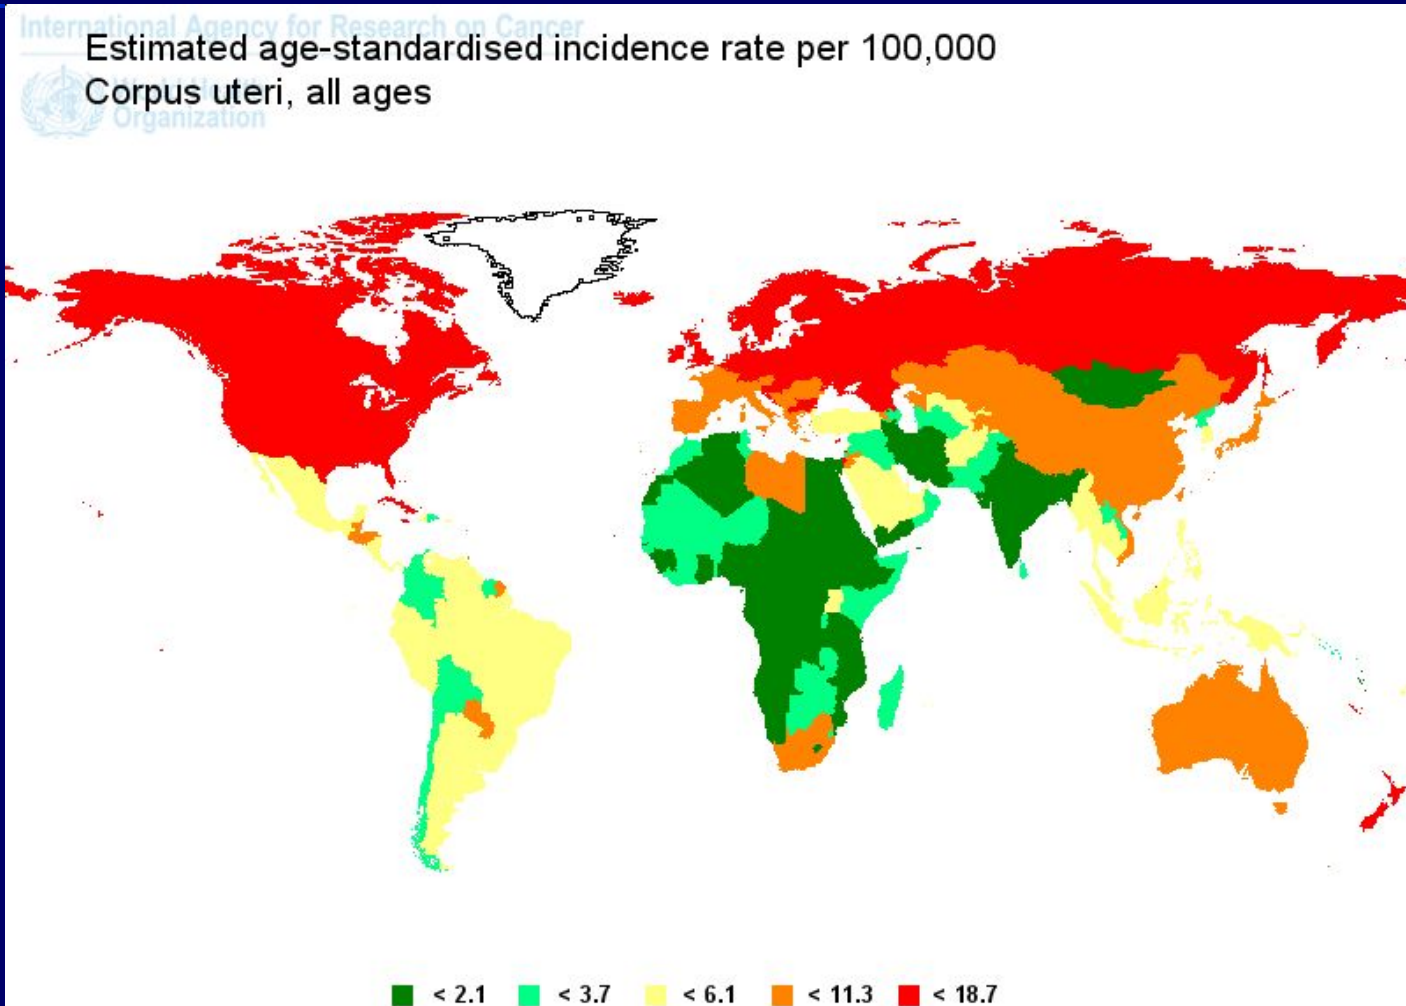 International Agency for Research on Cancer
Estimated age-standardised incidence rate per 100,000
Corpus uteri, all ages
Organization
< 2.1 < 3.7 < 6.1 < 11.3 < 18.7